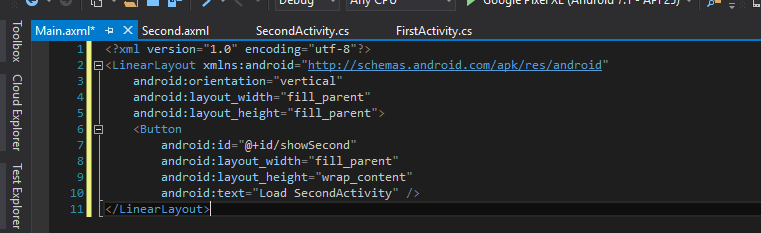 Debug Any CPU Google Pixel XL (Android 7.1 - API 25)
Main.axml* Second.axml SecondActivity.cs FirstActivity.cs
Toolbox
Cloud Explorer
Test Explorer
1 <?xml version="1.0" encoding="utf-8"?>
2 <LinearLayout xmlns:android="http://schemas.android.com/apk/res/android"
3 android:orientation="vertical"
4 android:layout_width="fill_parent"
5 android:layout_height="fill_parent">
6 <Button
7 android:id="@+id/showSecond"
8 android:layout_width="fill_parent"
9 android:layout_height="wrap_content"
10 android:text="Load SecondActivity" />
11 </LinearLayout>